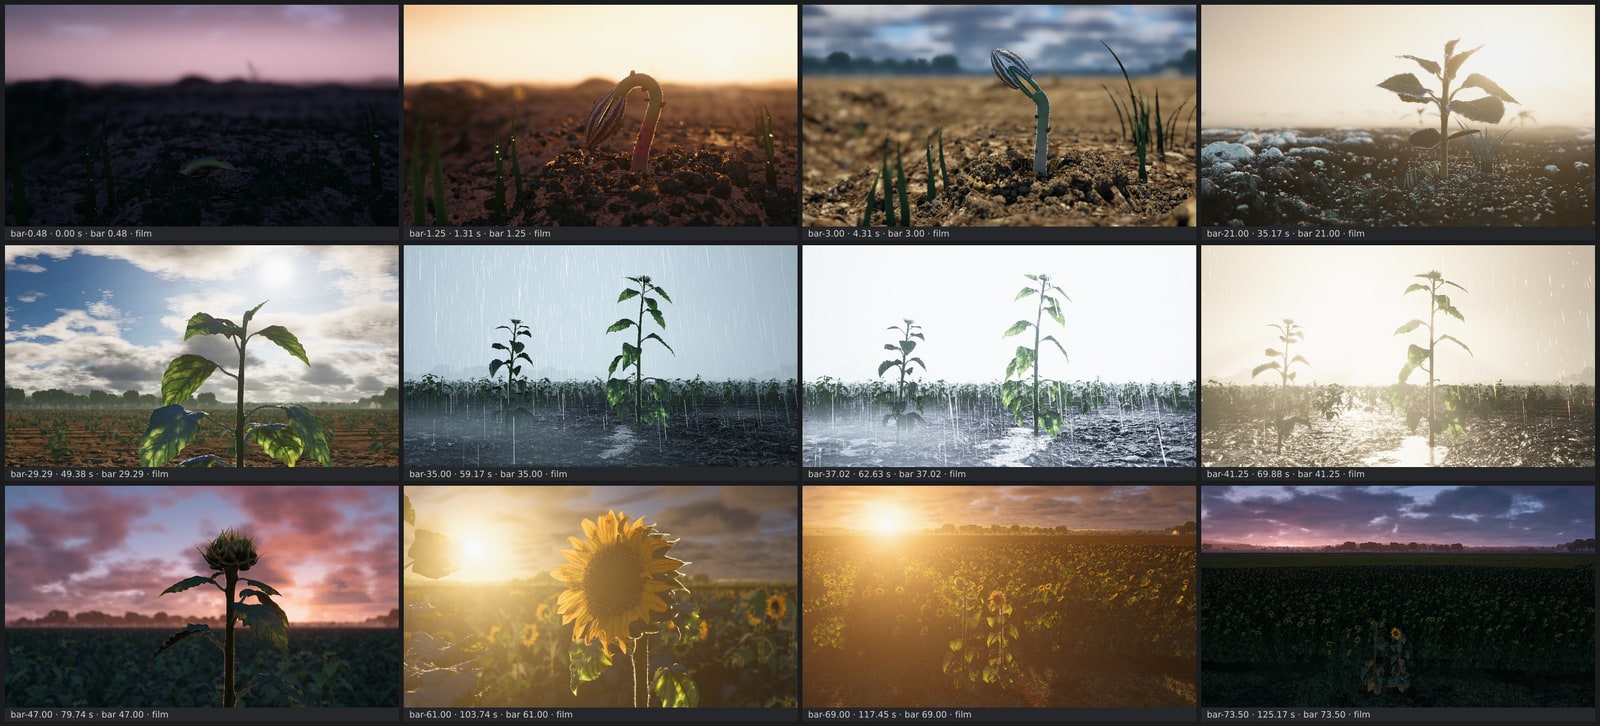 bar-0.48 · 0.00 s · bar 0.48 · film
bar-1.25 · 1.31 s · bar 1.25 · film
bar-3.00 · 4.31 s · bar 3.00 · film
bar-21.00 · 35.17 s · bar 21.00 · film
bar-29.29 · 49.38 s · bar 29.29 · film
bar-35.00 · 59.17 s · bar 35.00 · film
bar-37.02 · 62.63 s · bar 37.02 · film
bar-41.25 · 69.88 s · bar 41.25 · film
bar-47.00 · 79.74 s · bar 47.00 · film
bar-61.00 · 103.74 s · bar 61.00 · film
bar-69.00 · 117.45 s · bar 69.00 · film
bar-73.50 · 125.17 s · bar 73.50 · film